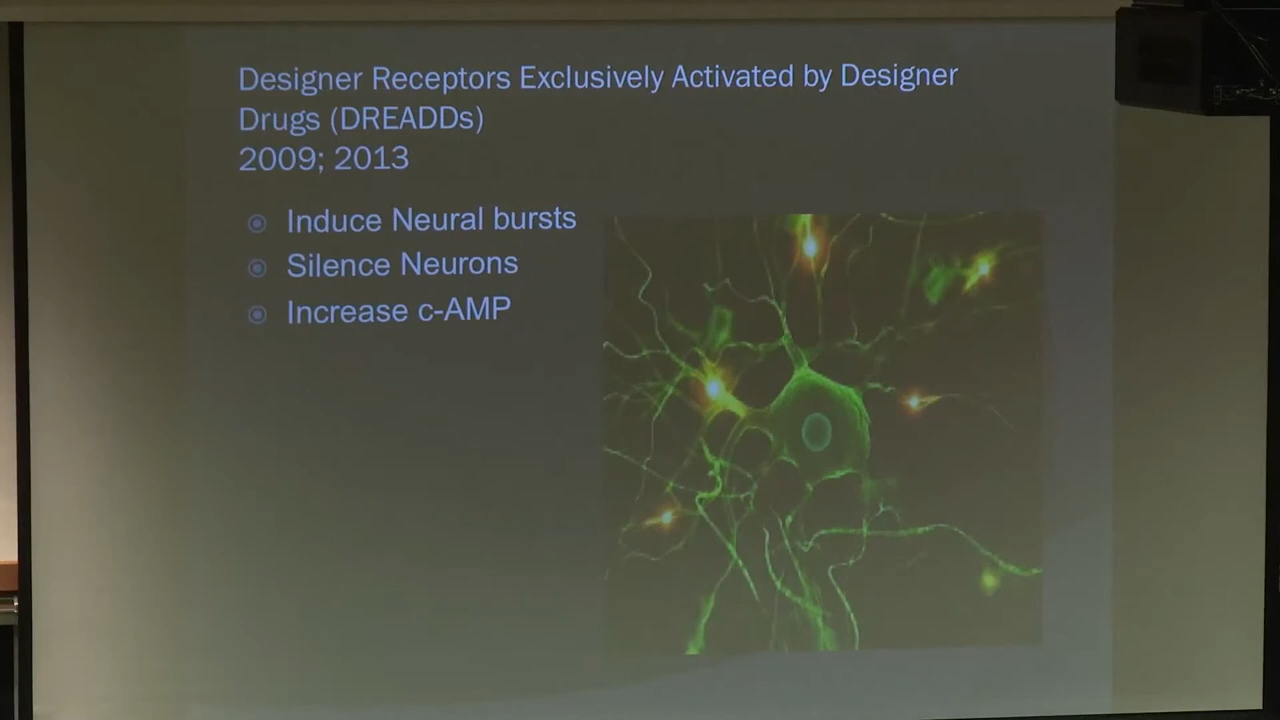 Designer Receptors Exclusively Activated by Designer
Drugs (DREADDs)
2009; 2013
Induce Neural bursts
Silence Neurons
Increase c-AMP